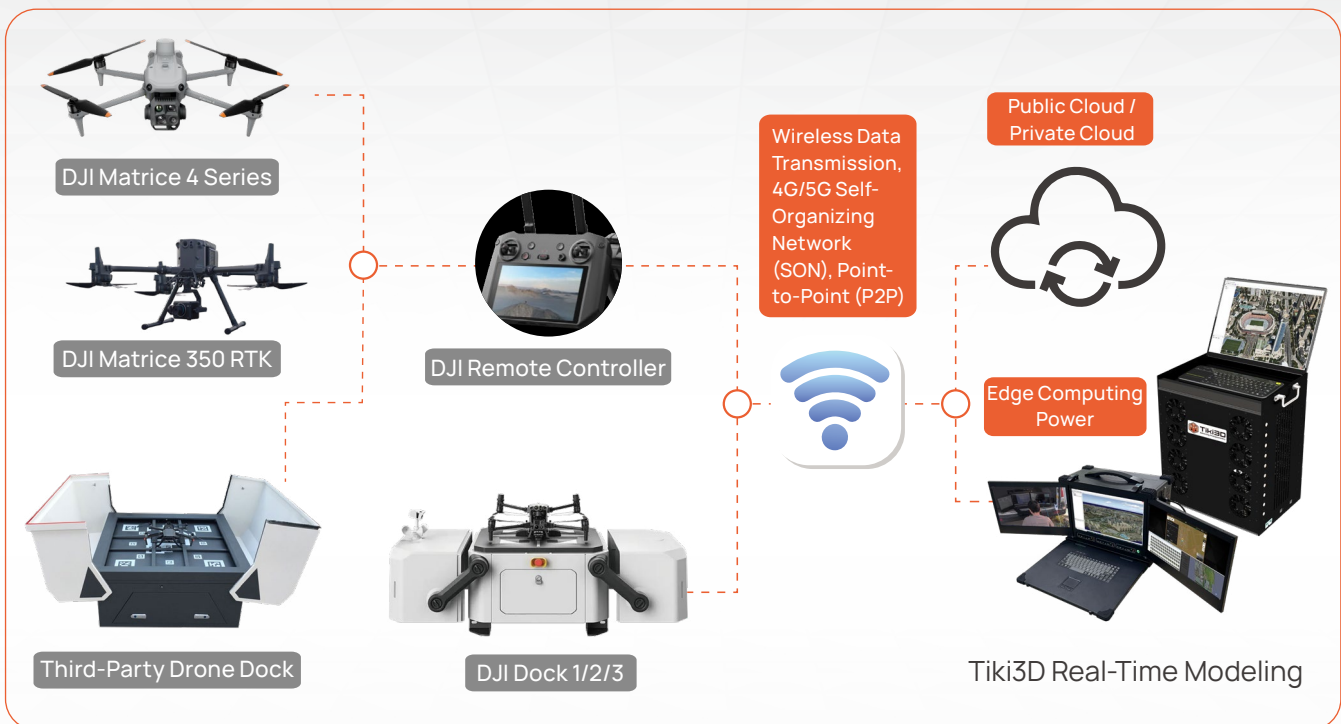 DJI Matrice 4 Series
DJI Matrice 350 RTK
Third-Party Drone Dock
DJI Remote Controller
DJI Dock 1/2/3
Wireless Data
Transmission,
4G/5G Self-
Organizing
Network
(SON), Point-
to-Point (P2P)
Public Cloud /
Private Cloud
Edge Computing
Power
Tiki3D
Tiki3D Real-Time Modeling